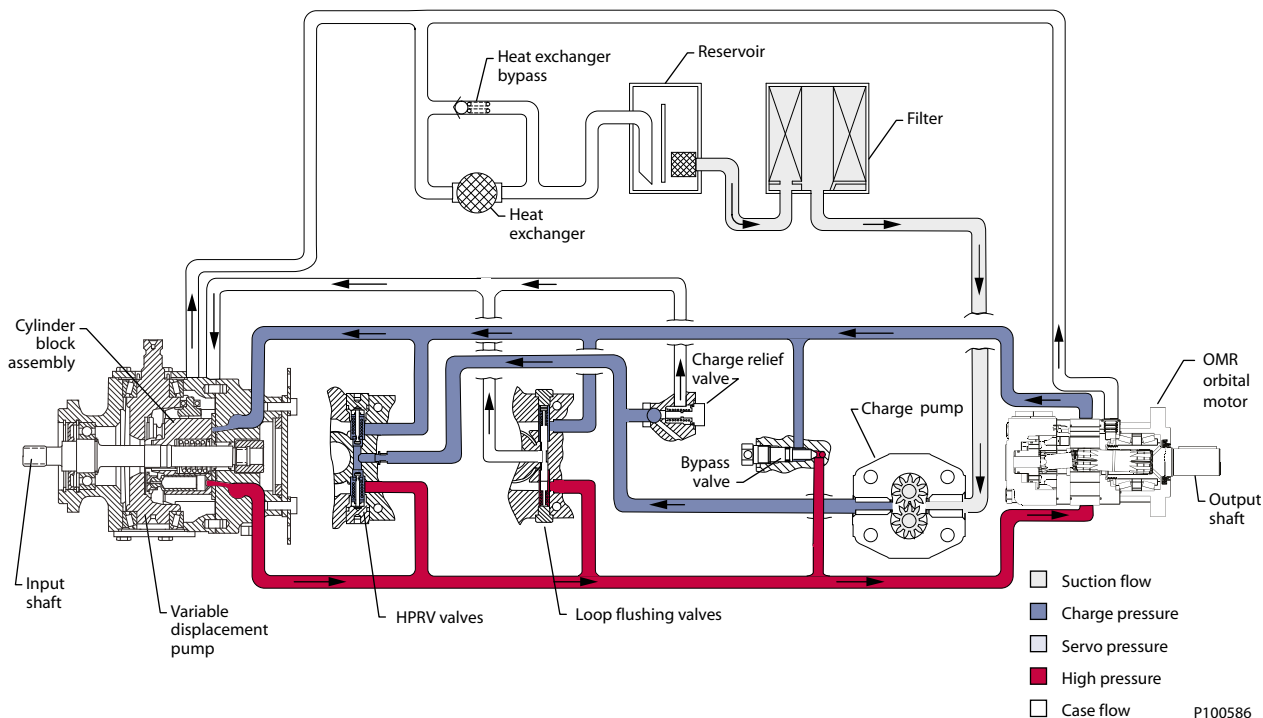 Heat exchanger
bypass
Reservoir
Filter
Heat
exchanger
Cylinder
block
assembly
Charge relief
valve
OMR
orbital
motor
Charge pump
Bypass
valve
Output
shaft
Input
shaft
Variable
displacement
pump
HPRV valves
Loop flushing valves
Suction flow
Charge pressure
Servo pressure
High pressure
Case flow
P100586